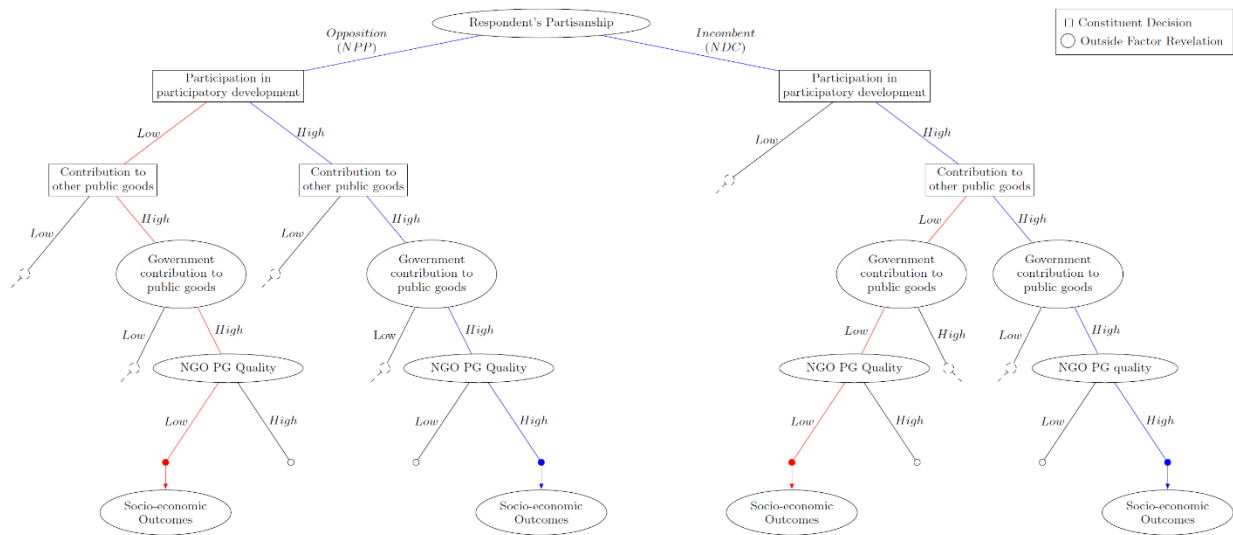 Respondent's Partisanship
Constituent Decision
Outside Factor Revelation
Opposition
(NPP)
Incombent
(NDC)
Participation in
participatory development
Participation in
participatory development
Low
High
Low
High
Contribution to
other public goods
Contribution to
other public goods
Contribution to
other public goods
Low
High
Low
High
Low
High
Government
contribution to
public goods
Government
contribution to
public goods
Government
contribution to
public goods
Government
contribution to
public goods
Low
High
Low
High
Low
High
Low
High
NGO PG Quality
NGO PG Quality
NGO PG Quality
NGO PG quality
Low
High
Low
High
Low
High
Low
High
Socio-economic
Outcomes
Socio-economic
Outcomes
Socio-economic
Outcomes
Socio-economic
Outcomes